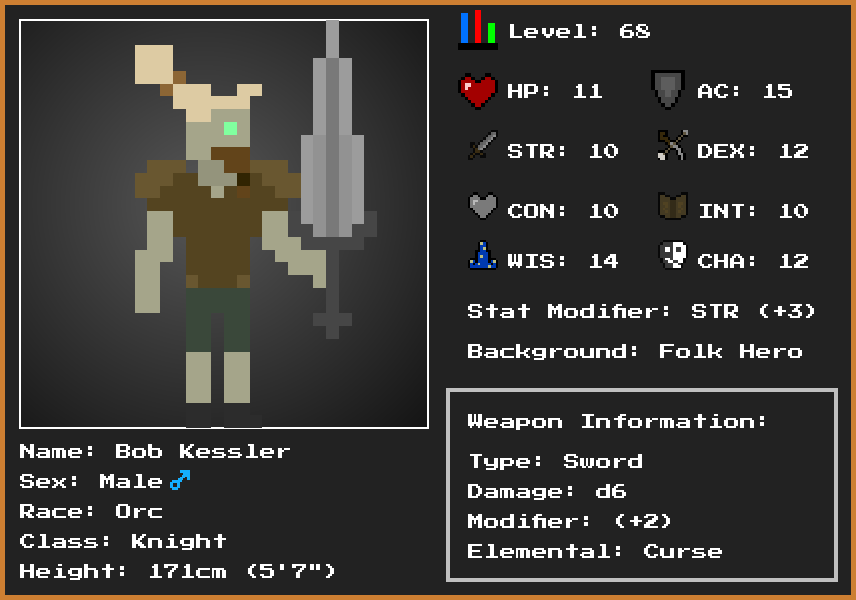 Level: 68
HP: 11 AC: 15
STR: 10 DEX: 12
CON: 10 INT: 10
WIS: 14 CHA: 12
Stat Modifier: STR (+3)
Background: Folk Hero
Weapon Information:
Type: Sword
Damage: d6
Modifier: (+2)
Elemental: Curse
Name: Bob Kessler
Sex: Male ♂
Race: Orc
Class: Knight
Height: 171cm (5'7")